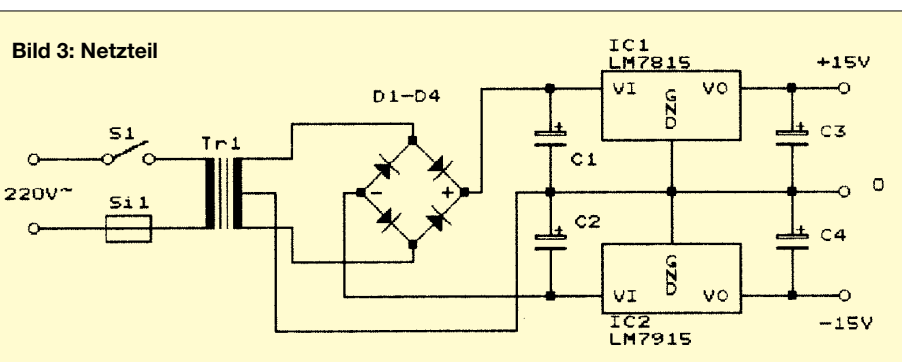 Bild 3: Netzteil
IC1
LM7815
+15V
D1-D4
VI
GND
VO
S1
Tr1
+
C1
+
C3
220V~
-
+
0
Si1
C2
+
+
C4
GND
VI
VO
IC2
LM7915
-15V